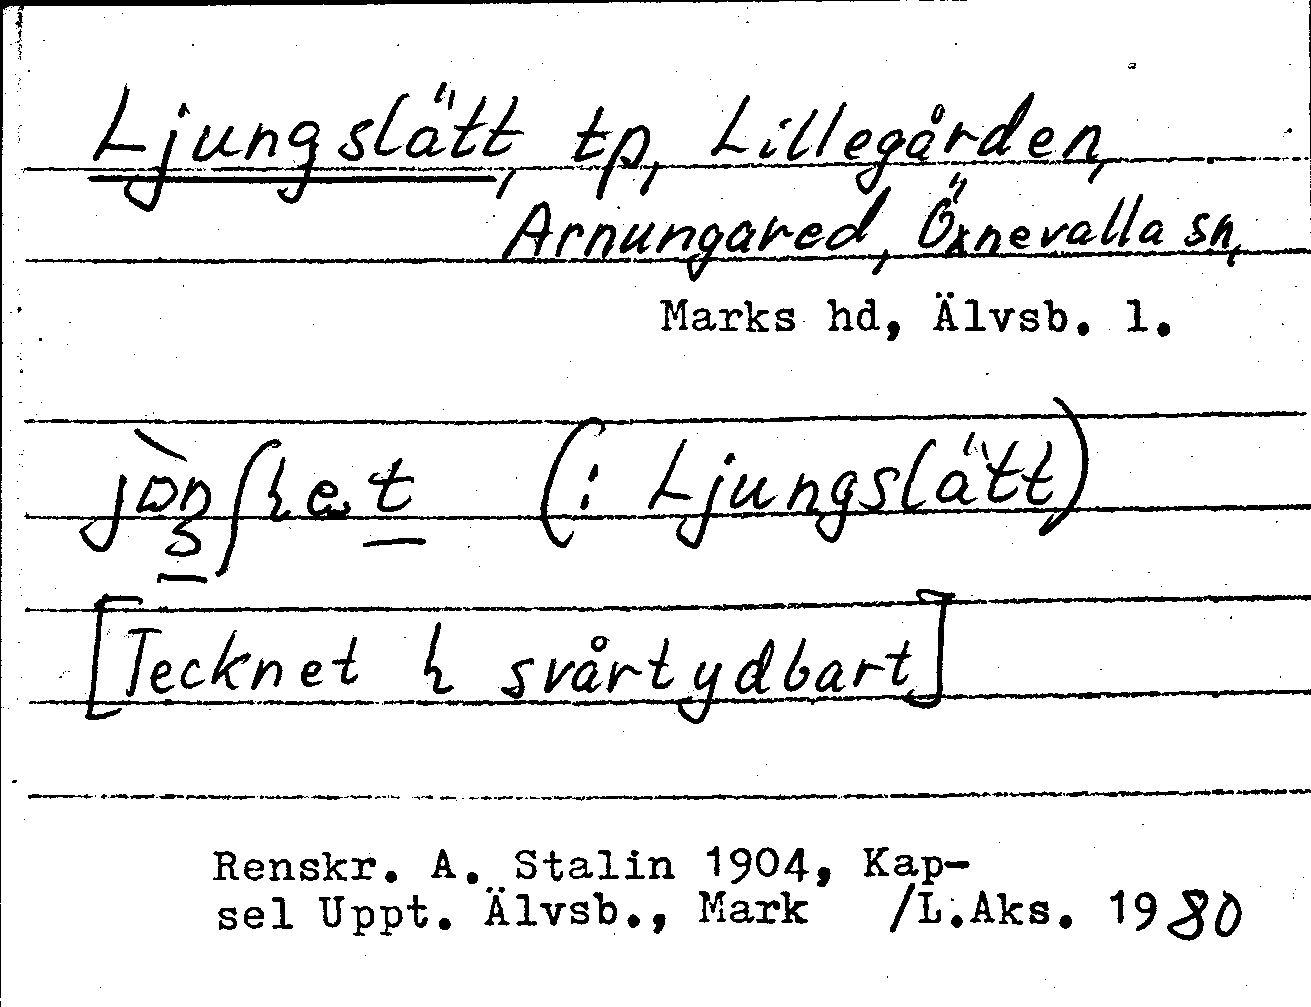 Ljungslätt, tp, Lillegården,
Arnungared, Öxnevalla sn,
Marks hd, Älvsb. l.
(: Ljungslätt)
[Tecknet h svårtydbart]
Renskr. A. Stalin 1904, Kap-
sel Uppt. Älvsb., Mark /L.Aks. 1980